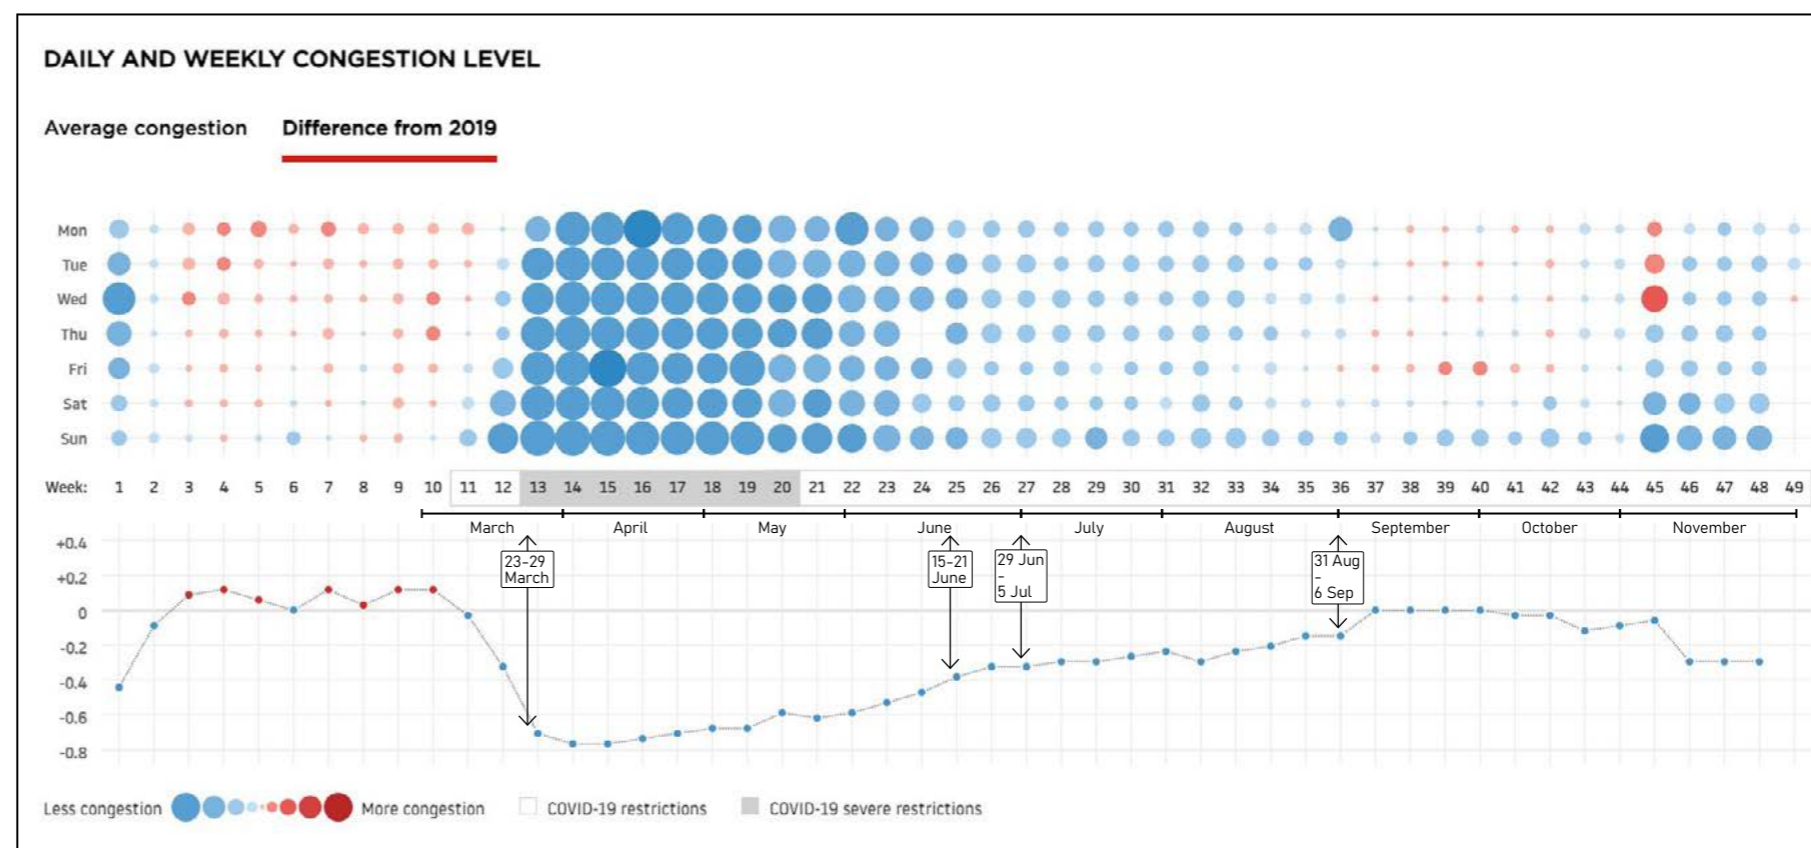 DAILY AND WEEKLY CONGESTION LEVEL
Average congestion Difference from 2019
Mon
Tue
Wed
Thu
Fri
Sat
Sun
Week: 1 2 3 4 5 6 7 8 9 10 11 12 13 14 15 16 17 18 19 20 21 22 23 24 25 26 27 28 29 30 31 32 33 34 35 36 37 38 39 40 41 42 43 44 45 46 47 48 49
March April May June July August September October November
+0.4
+0.2
0
-0.2
-0.4
-0.6
-0.8
23-29
March
15-21
June
29 Jun
-
5 Jul
31 Aug
-
6 Sep
Less congestion More congestion COVID-19 restrictions COVID-19 severe restrictions